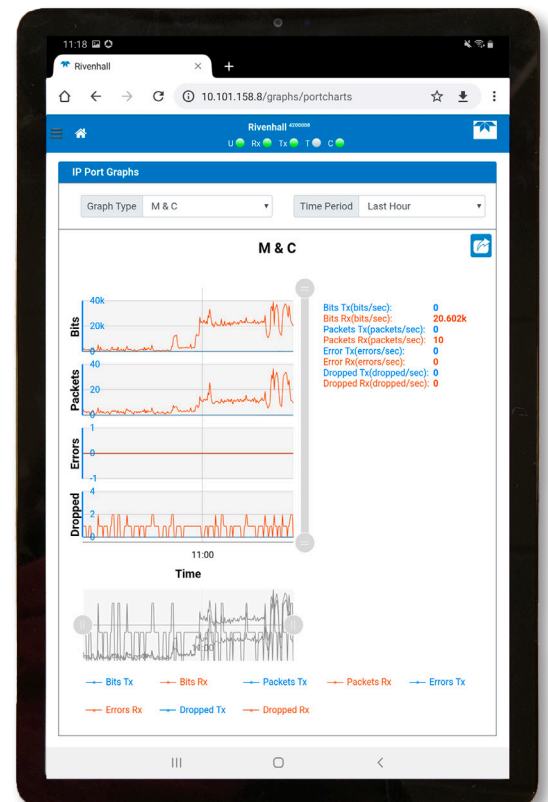 11:18
Rivenhall
10.101.158.8/graphs/portcharts
Rivenhall 4200008
U Rx Tx T C
IP Port Graphs
Graph Type M & C Time Period Last Hour
M & C
Bits
40k
20k
0
Packets
40
20
0
Errors
1
0
-1
Dropped
4
2
0
11:00
Time
Bits Tx(bits/sec): 0
Bits Rx(bits/sec): 20.602k
Packets Tx(packets/sec): 0
Packets Rx(packets/sec): 10
Error Tx(errors/sec): 0
Error Rx(errors/sec): 0
Dropped Tx(dropped/sec): 0
Dropped Rx(dropped/sec): 0
11:00
Bits Tx Bits Rx Packets Tx Packets Rx Errors Tx
Errors Rx Dropped Tx Dropped Rx